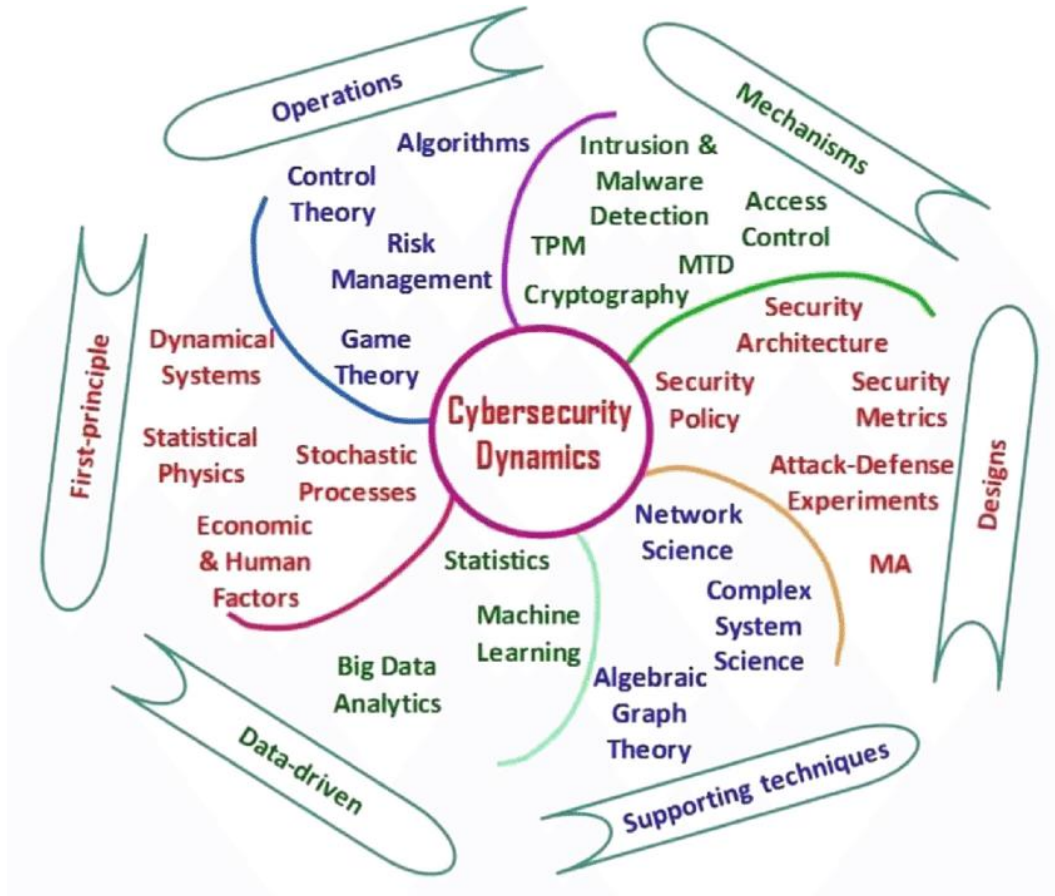 Operations
Algorithms
Control
Theory
Risk
Management
Game
Theory
Mechanisms
Intrusion &
Malware
Detection
Access
Control
TPM
MTD
Cryptography
Designs
Security
Architecture
Security
Policy
Security
Metrics
Attack-Defense
Experiments
MA
Cybersecurity
Dynamics
First-principle
Dynamical
Systems
Statistical
Physics
Stochastic
Processes
Economic
& Human
Factors
Data-driven
Statistics
Machine
Learning
Big Data
Analytics
Supporting techniques
Network
Science
Complex
System
Science
Algebraic
Graph
Theory